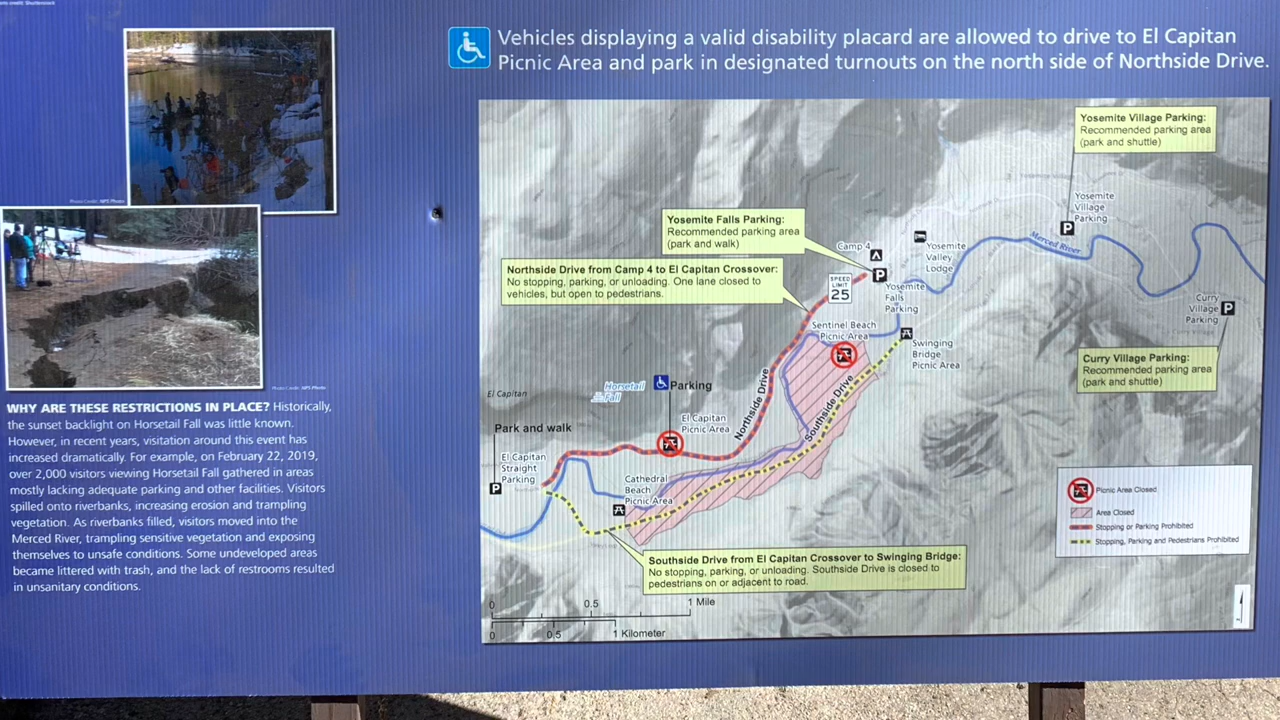 Photo credit: Shutterstock
Vehicles displaying a valid disability placard are allowed to drive to El Capitan
Picnic Area and park in designated turnouts on the north side of Northside Drive.
Photo Credit: NPS Photo
Photo Credit: NPS Photo
WHY ARE THESE RESTRICTIONS IN PLACE? Historically,
the sunset backlight on Horsetail Fall was little known.
However, in recent years, visitation around this event has
increased dramatically. For example, on February 22, 2019,
over 2,000 visitors viewing Horsetail Fall gathered in areas
mostly lacking adequate parking and other facilities. Visitors
spilled onto riverbanks, increasing erosion and trampling
vegetation. As riverbanks filled, visitors moved into the
Merced River, trampling sensitive vegetation and exposing
themselves to unsafe conditions. Some undeveloped areas
became littered with trash, and the lack of restrooms resulted
in unsanitary conditions.
Yosemite Village Parking:
Recommended parking area
(park and shuttle)
Yosemite
Village
Parking
P
Merced River
Yosemite Falls Parking:
Recommended parking area
(park and walk)
Camp 4
P
Yosemite
Valley
Lodge
Northside Drive from Camp 4 to El Capitan Crossover:
No stopping, parking, or unloading. One lane closed to
vehicles, but open to pedestrians.
SPEED
LIMIT
25
Yosemite
Falls
Parking
Curry
Village
Parking
P
Sentinel Beach
Picnic Area
Swinging
Bridge
Picnic Area
Curry Village Parking:
Recommended parking area
(park and shuttle)
El Capitan
Horsetail
Fall
Parking
Northside Drive
Southside Drive
El Capitan
Picnic Area
Park and walk
El Capitan
Straight
Parking
P
Cathedral
Beach
Picnic Area
Picnic Area Closed
Area Closed
Stopping or Parking Prohibited
Stopping, Parking and Pedestrians Prohibited
Southside Drive from El Capitan Crossover to Swinging Bridge:
No stopping, parking, or unloading. Southside Drive is closed to
pedestrians on or adjacent to road.
0 0.5 1 Mile
0 0.5 1 Kilometer